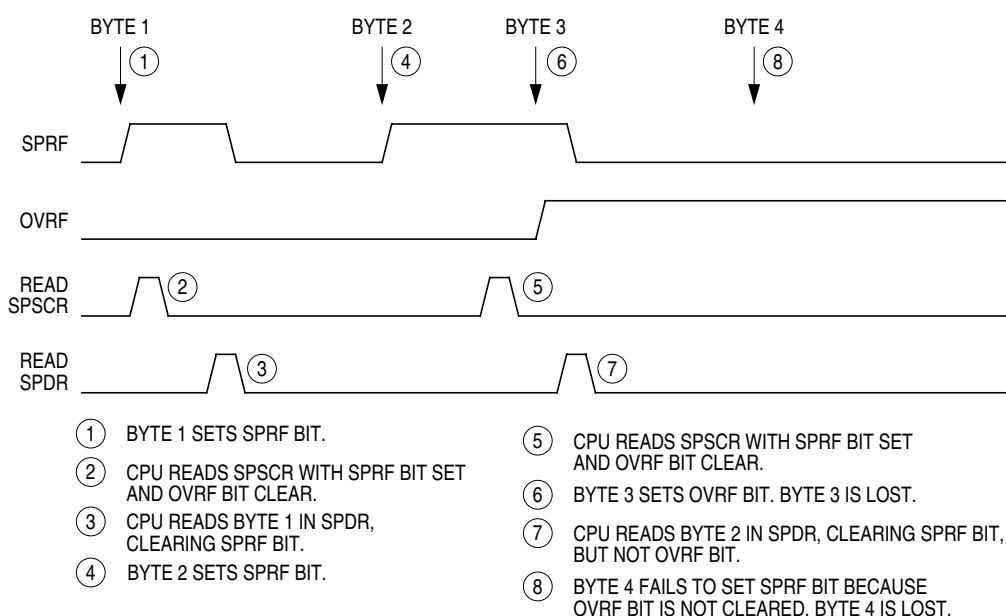 BYTE 1 BYTE 2 BYTE 3 BYTE 4
1 4 6 8
SPRF
OVRF
READ
SPSCR
2 5
READ
SPDR
3 7
1 BYTE 1 SETS SPRF BIT.
2 CPU READS SPSCR WITH SPRF BIT SET
AND OVRF BIT CLEAR.
3 CPU READS BYTE 1 IN SPDR,
CLEARING SPRF BIT.
4 BYTE 2 SETS SPRF BIT.
5 CPU READS SPSCR WITH SPRF BIT SET
AND OVRF BIT CLEAR.
6 BYTE 3 SETS OVRF BIT. BYTE 3 IS LOST.
7 CPU READS BYTE 2 IN SPDR, CLEARING SPRF BIT,
BUT NOT OVRF BIT.
8 BYTE 4 FAILS TO SET SPRF BIT BECAUSE
OVRF BIT IS NOT CLEARED. BYTE 4 IS LOST.